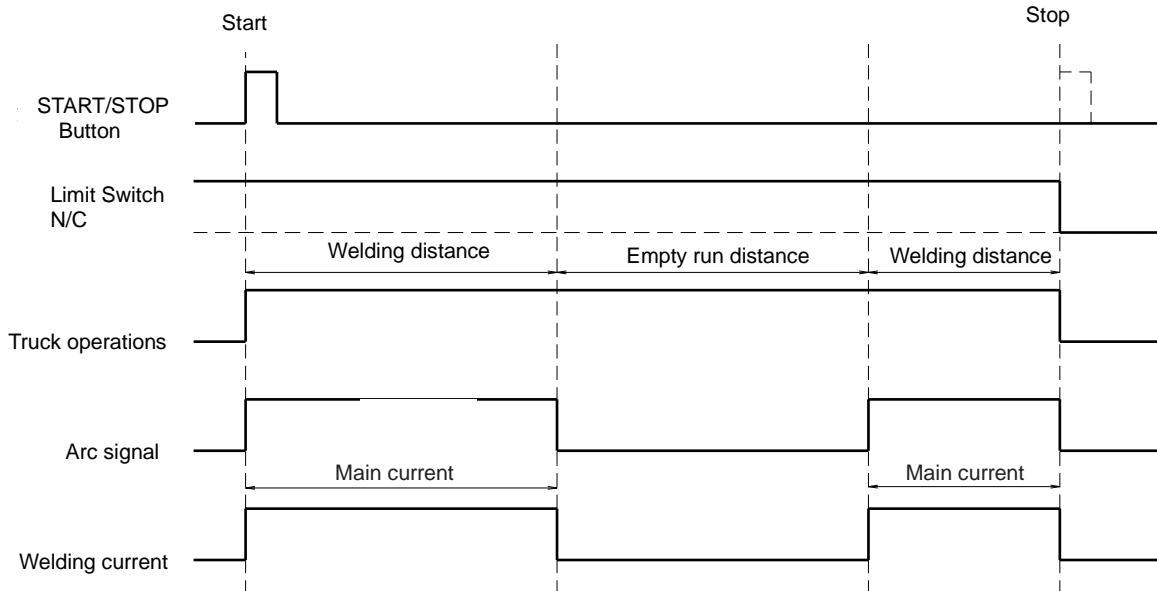 Start
Stop
START/STOP
Button
Limit Switch
N/C
Welding distance
Empty run distance
Welding distance
Truck operations
Arc signal
Main current
Main current
Welding current